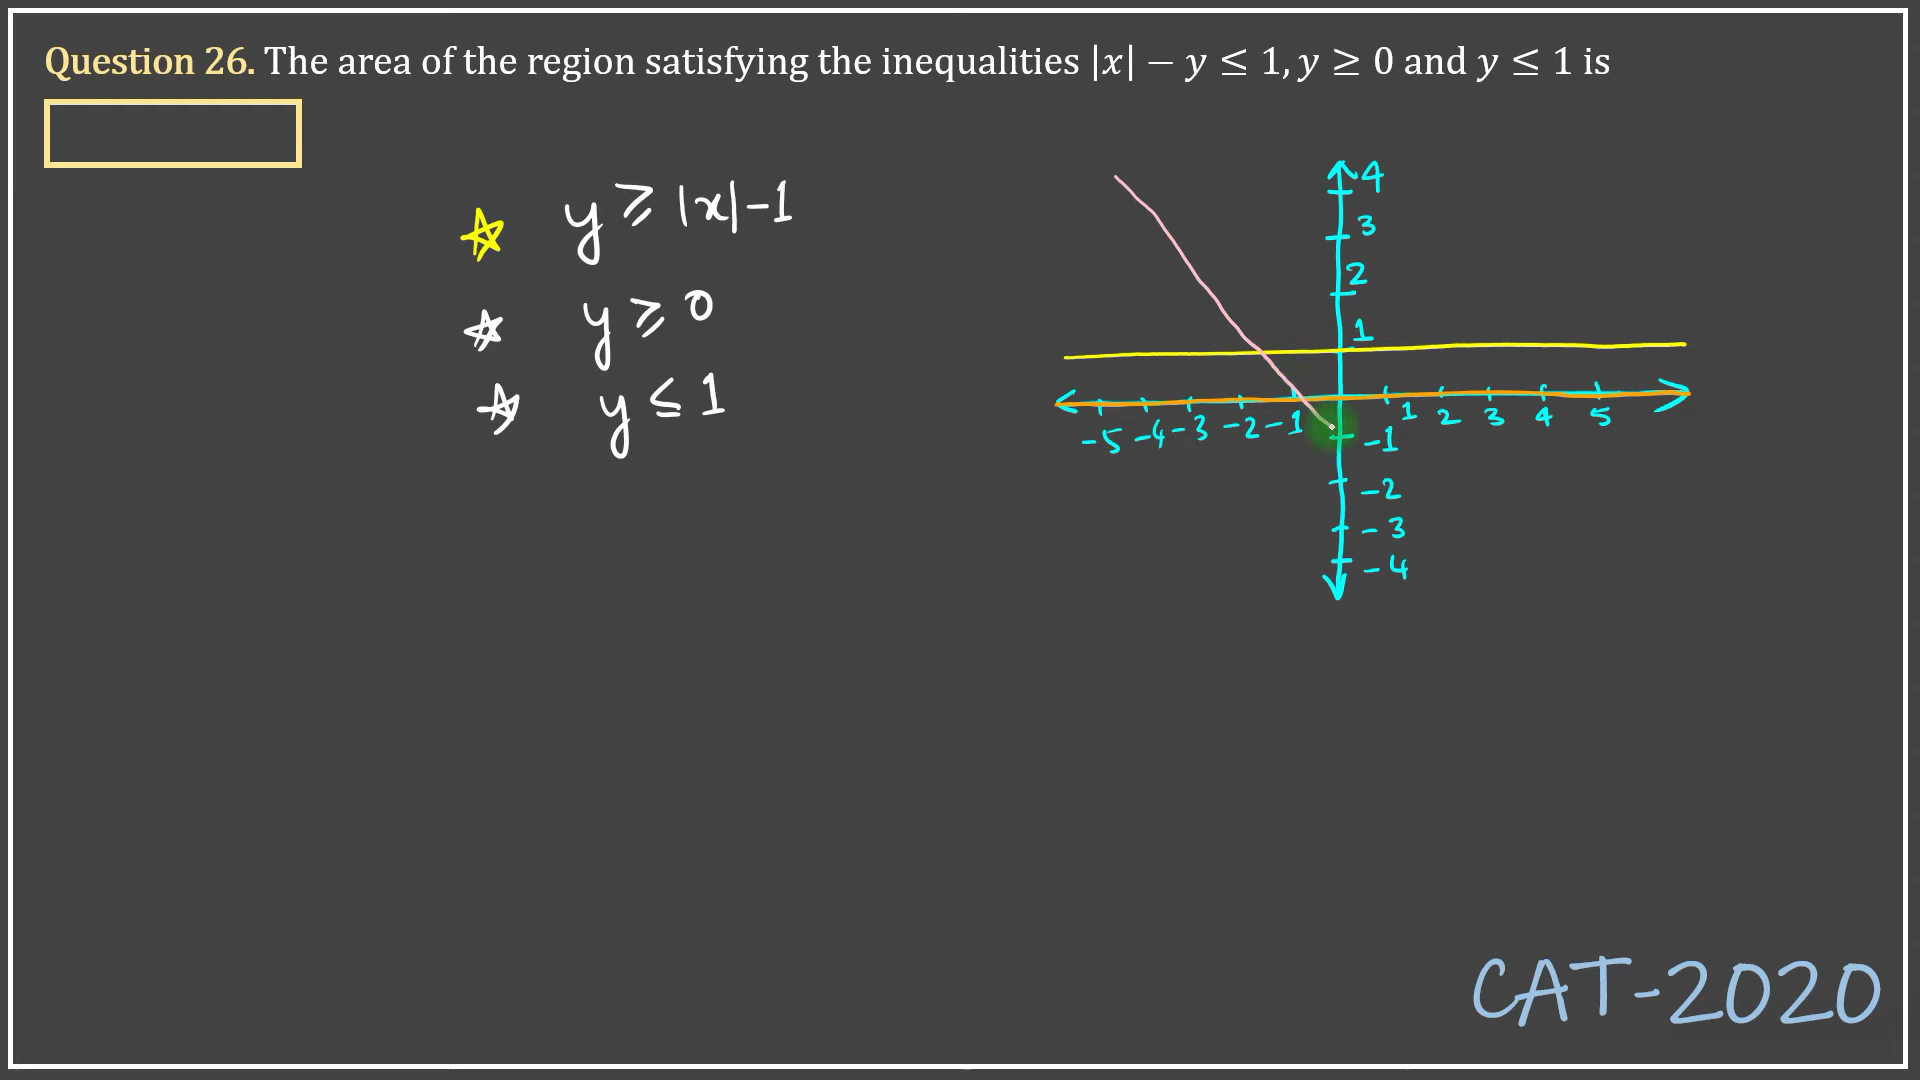 Question 26. The area of the region satisfying the inequalities |x| − y ≤ 1, y ≥ 0 and y ≤ 1 is
y ≥ |x| - 1
y ≥ 0
y ≤ 1
4
3
2
1
-5 -4 -3 -2 -1 1 2 3 4 5
-1
-2
-3
-4
CAT-2020